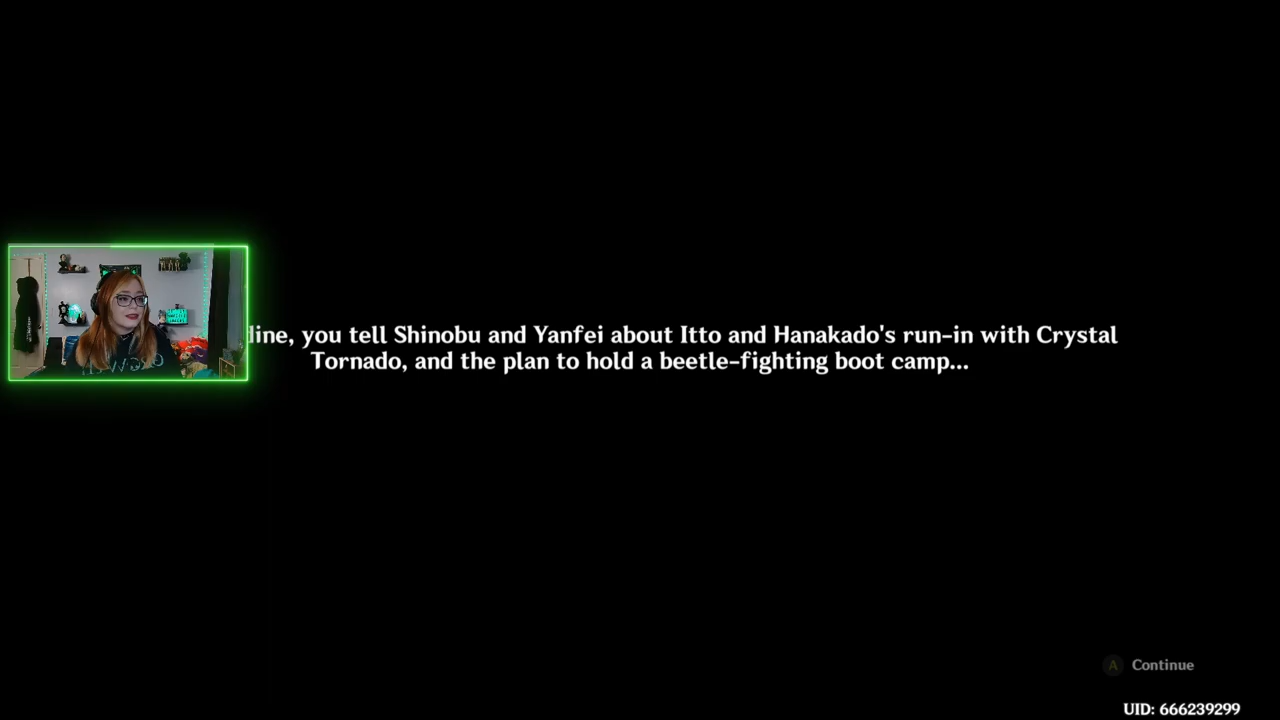 line, you tell Shinobu and Yanfei about Itto and Hanakado's run-in with Crystal
Tornado, and the plan to hold a beetle-fighting boot camp...
A Continue
UID: 666239299